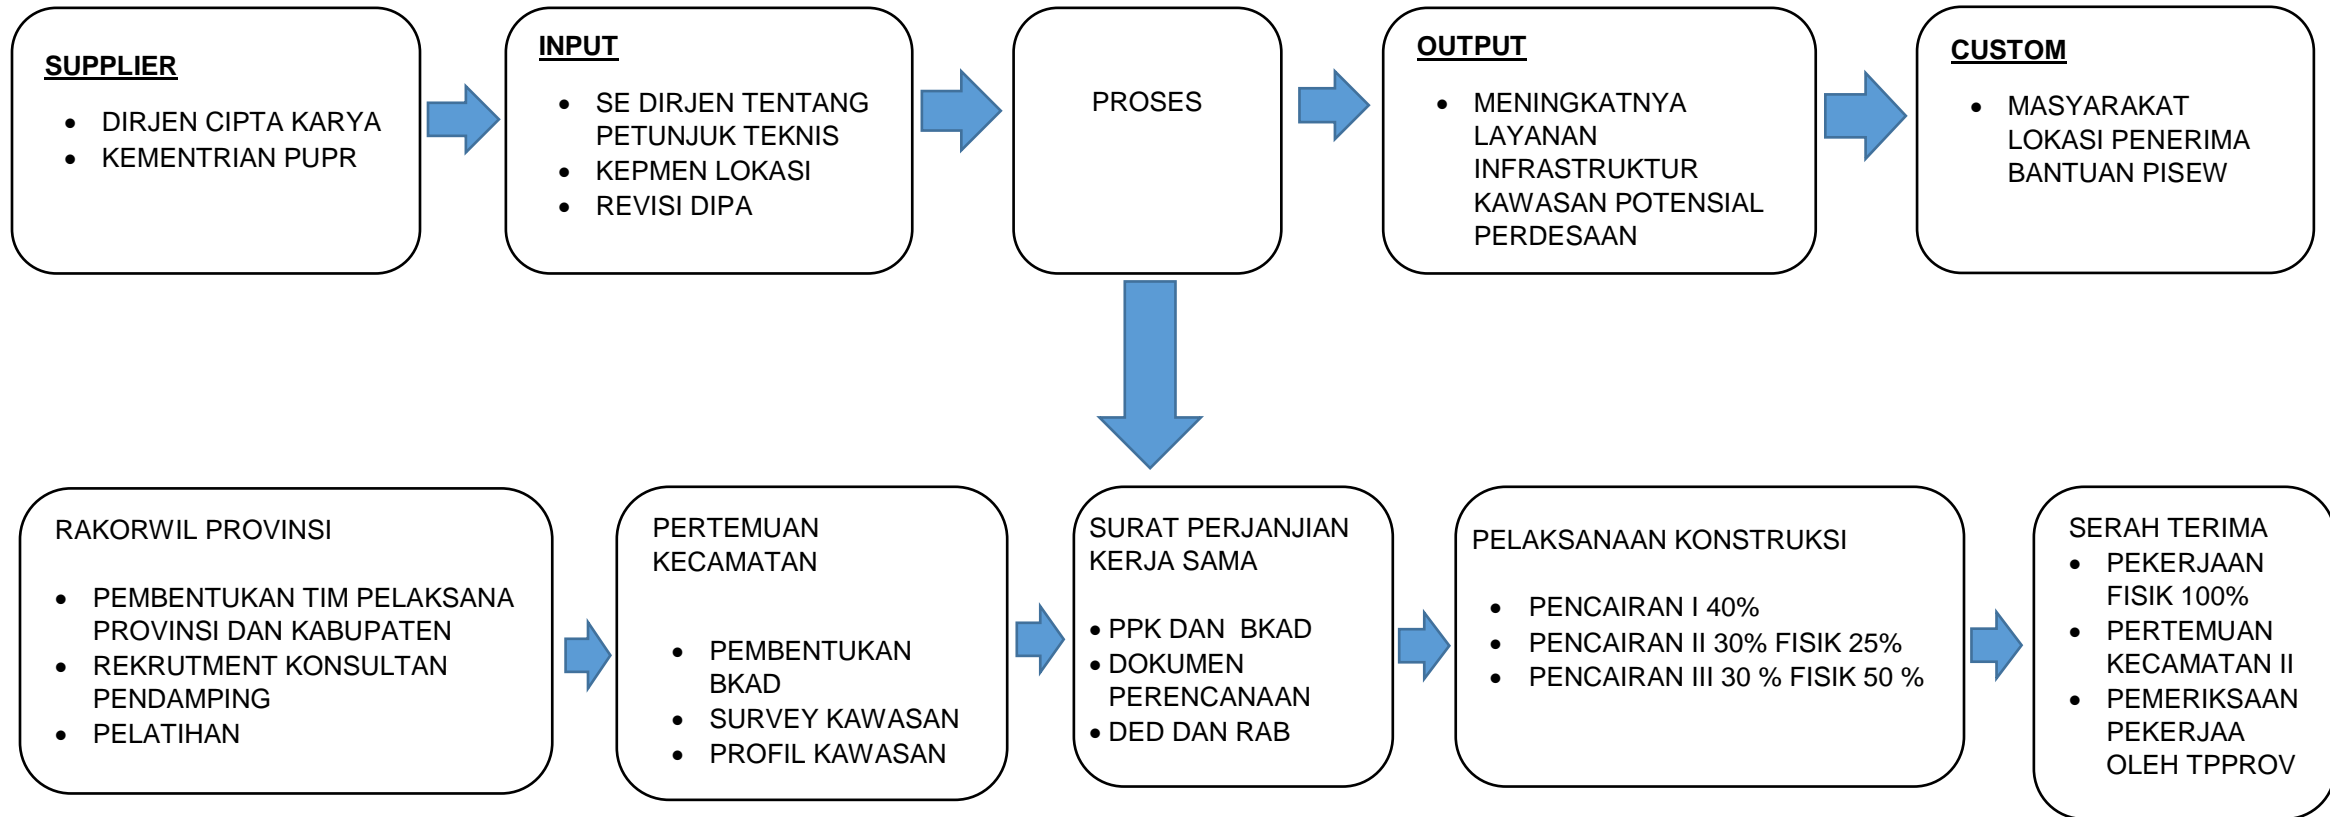 SUPPLIER
• DIRJEN CIPTA KARYA
• KEMENTRIAN PUPR
INPUT
• SE DIRJEN TENTANG
PETUNJUK TEKNIS
• KEPMEN LOKASI
• REVISI DIPA
PROSES
OUTPUT
• MENINGKATNYA
LAYANAN
INFRASTRUKTUR
KAWASAN POTENSIAL
PERDESAAN
CUSTOM
• MASYARAKAT
LOKASI PENERIMA
BANTUAN PISEW
RAKORWIL PROVINSI
• PEMBENTUKAN TIM PELAKSANA
PROVINSI DAN KABUPATEN
• REKRUTMENT KONSULTAN
PENDAMPING
• PELATIHAN
PERTEMUAN
KECAMATAN
• PEMBENTUKAN
BKAD
• SURVEY KAWASAN
• PROFIL KAWASAN
SURAT PERJANJIAN
KERJA SAMA
• PPK DAN BKAD
• DOKUMEN
PERENCANAAN
• DED DAN RAB
PELAKSANAAN KONSTRUKSI
• PENCAIRAN I 40%
• PENCAIRAN II 30% FISIK 25%
• PENCAIRAN III 30 % FISIK 50 %
SERAH TERIMA
• PEKERJAAN
FISIK 100%
• PERTEMUAN
KECAMATAN II
• PEMERIKSAAN
PEKERJAA
OLEH TPPROV